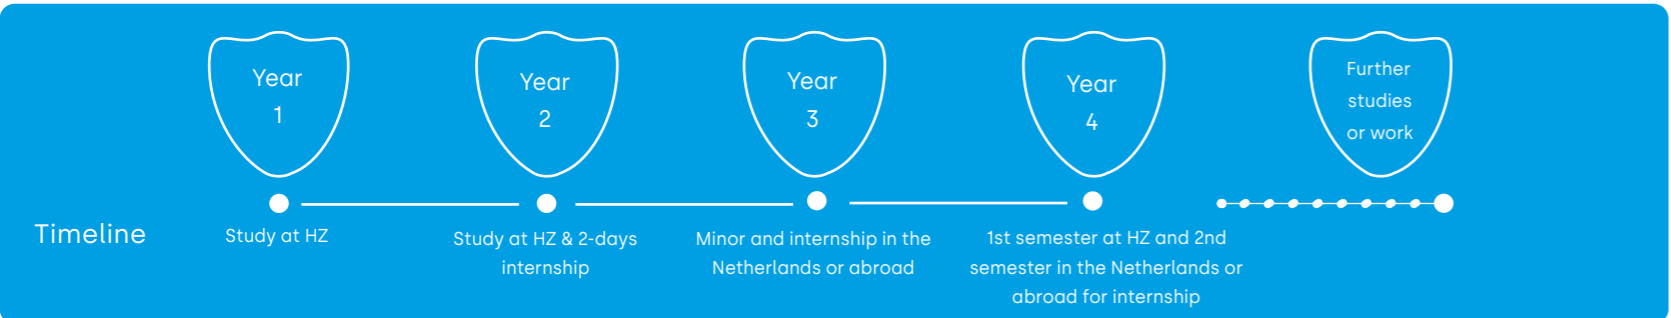 Year
1
Year
2
Year
3
Year
4
Further
studies
or work
Timeline
Study at HZ
Study at HZ & 2-days
internship
Minor and internship in the
Netherlands or abroad
1st semester at HZ and 2nd
semester in the Netherlands or
abroad for internship